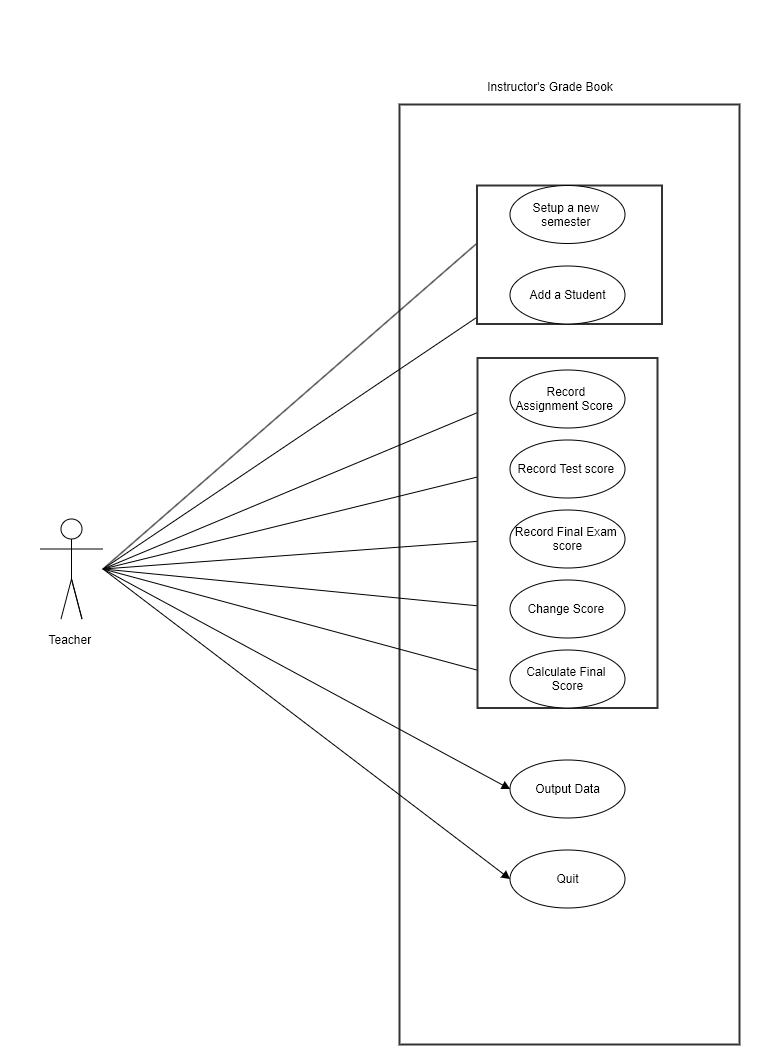 Instructor's Grade Book
Setup a new
semester
Add a Student
Record
Assignment Score
Record Test score
Record Final Exam
score
Change Score
Calculate Final
Score
Teacher
Output Data
Quit